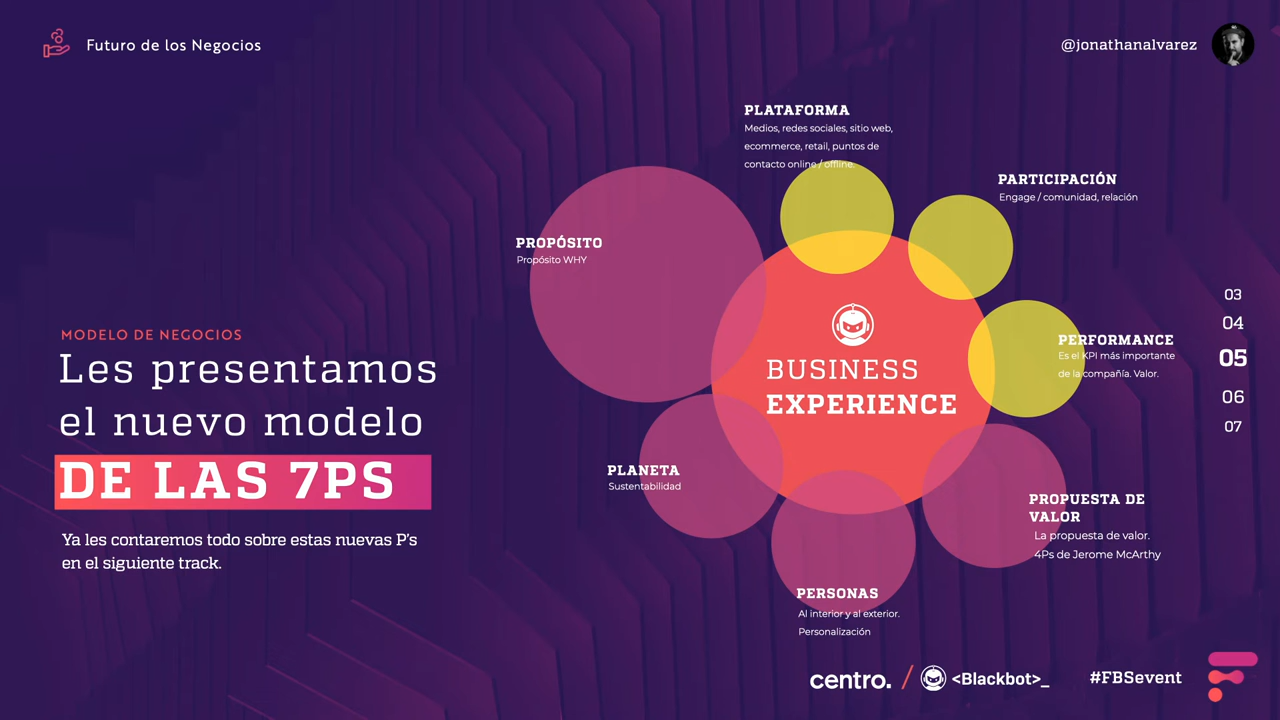 Futuro de los Negocios
@jonathanalvarez
MODELO DE NEGOCIOS
Les presentamos
el nuevo modelo
DE LAS 7PS
Ya les contaremos todo sobre estas nuevas P's
en el siguiente track.
PLATAFORMA
Medios, redes sociales, sitio web,
ecommerce, retail, puntos de
contacto online / offline.
PARTICIPACIÓN
Engage / comunidad, relación
PROPÓSITO
Propósito WHY
PERFORMANCE
Es el KPI más importante
de la compañía. Valor.
BUSINESS
EXPERIENCE
PLANETA
Sustentabilidad
PROPUESTA DE
VALOR
La propuesta de valor.
4Ps de Jerome McArthy
PERSONAS
Al interior y al exterior.
Personalización
03
04
05
06
07
centro. / <Blackbot>_
#FBSevent